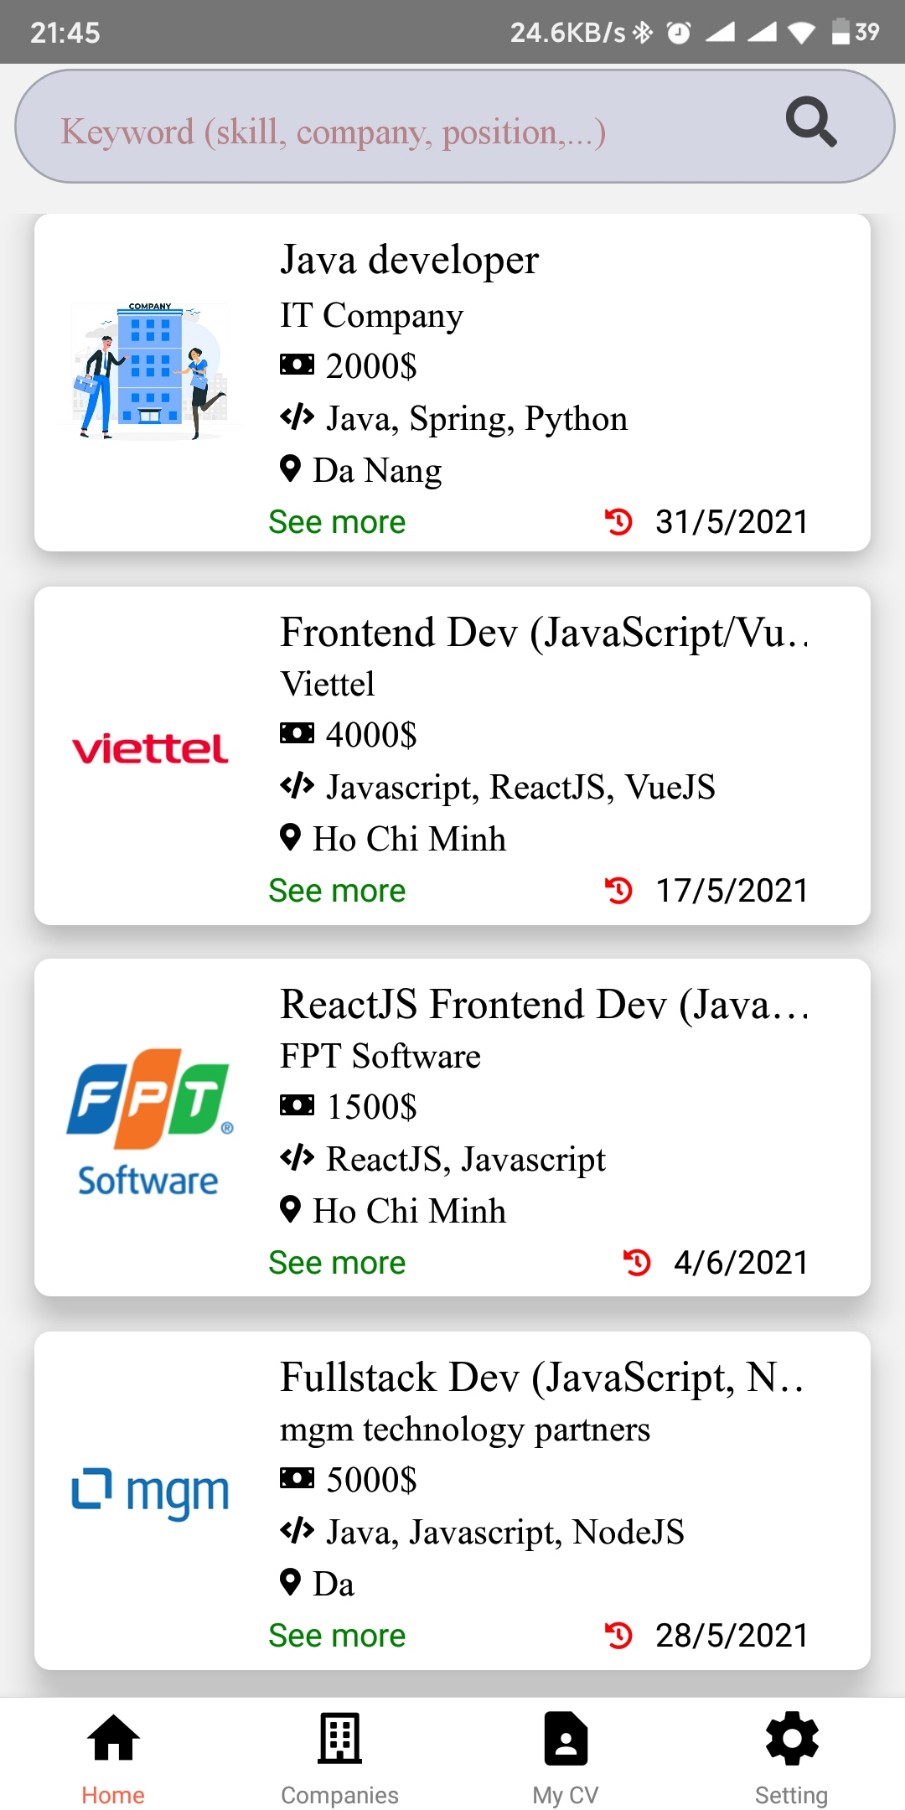 21:45 24.6KB/s 39
Keyword (skill, company, position,...)
COMPANY
Java developer
IT Company
2000$
Java, Spring, Python
Da Nang
See more 31/5/2021
viettel
Frontend Dev (JavaScript/Vu..
Viettel
4000$
Javascript, ReactJS, VueJS
Ho Chi Minh
See more 17/5/2021
FPT®
Software
ReactJS Frontend Dev (Java...
FPT Software
1500$
ReactJS, Javascript
Ho Chi Minh
See more 4/6/2021
mgm
Fullstack Dev (JavaScript, N..
mgm technology partners
5000$
Java, Javascript, NodeJS
Da
See more 28/5/2021
Home Companies My CV Setting